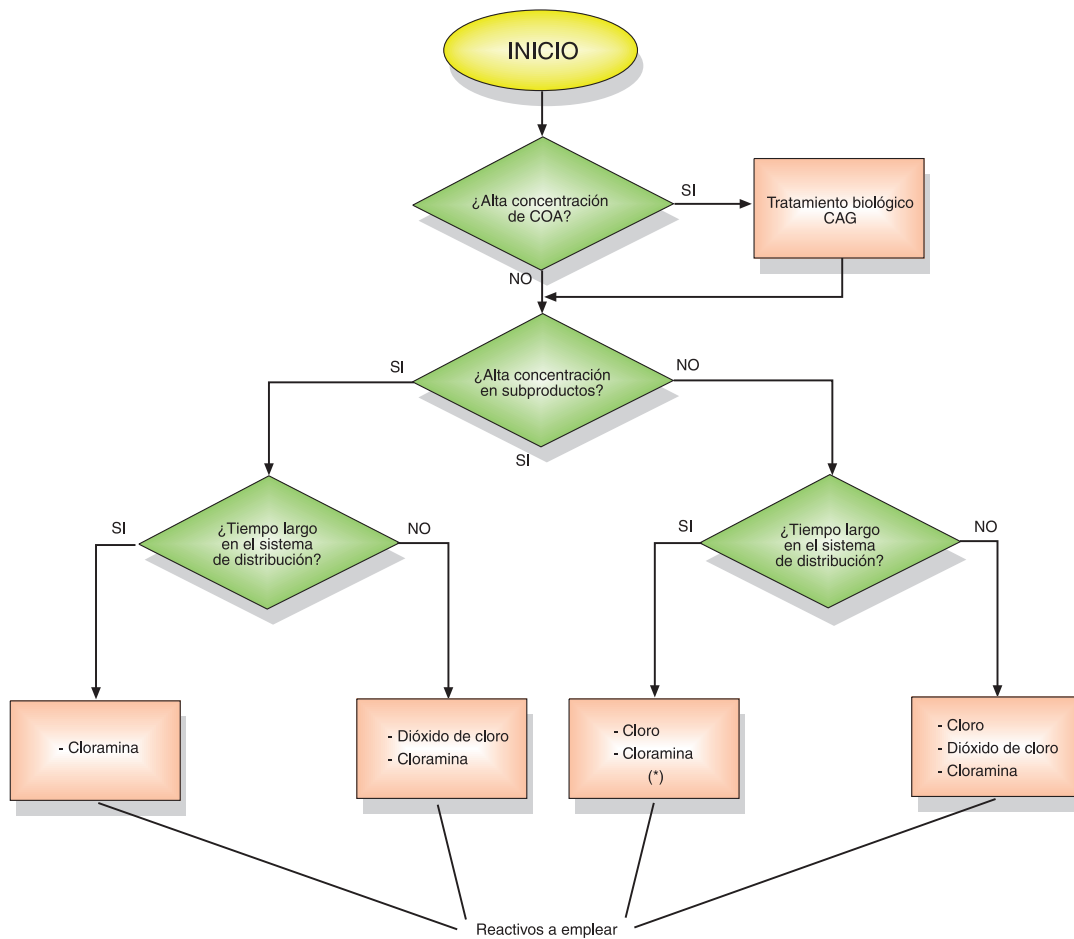 INICIO
¿Alta concentración
de COA?
SI
Tratamiento biológico
CAG
NO
¿Alta concentración
en subproductos?
SI
NO
SI
¿Tiempo largo
en el sistema
de distribución?
SI
NO
¿Tiempo largo
en el sistema
de distribución?
SI
NO
- Cloramina
- Dióxido de cloro
- Cloramina
- Cloro
- Cloramina
(*)
- Cloro
- Dióxido de cloro
- Cloramina
Reactivos a emplear